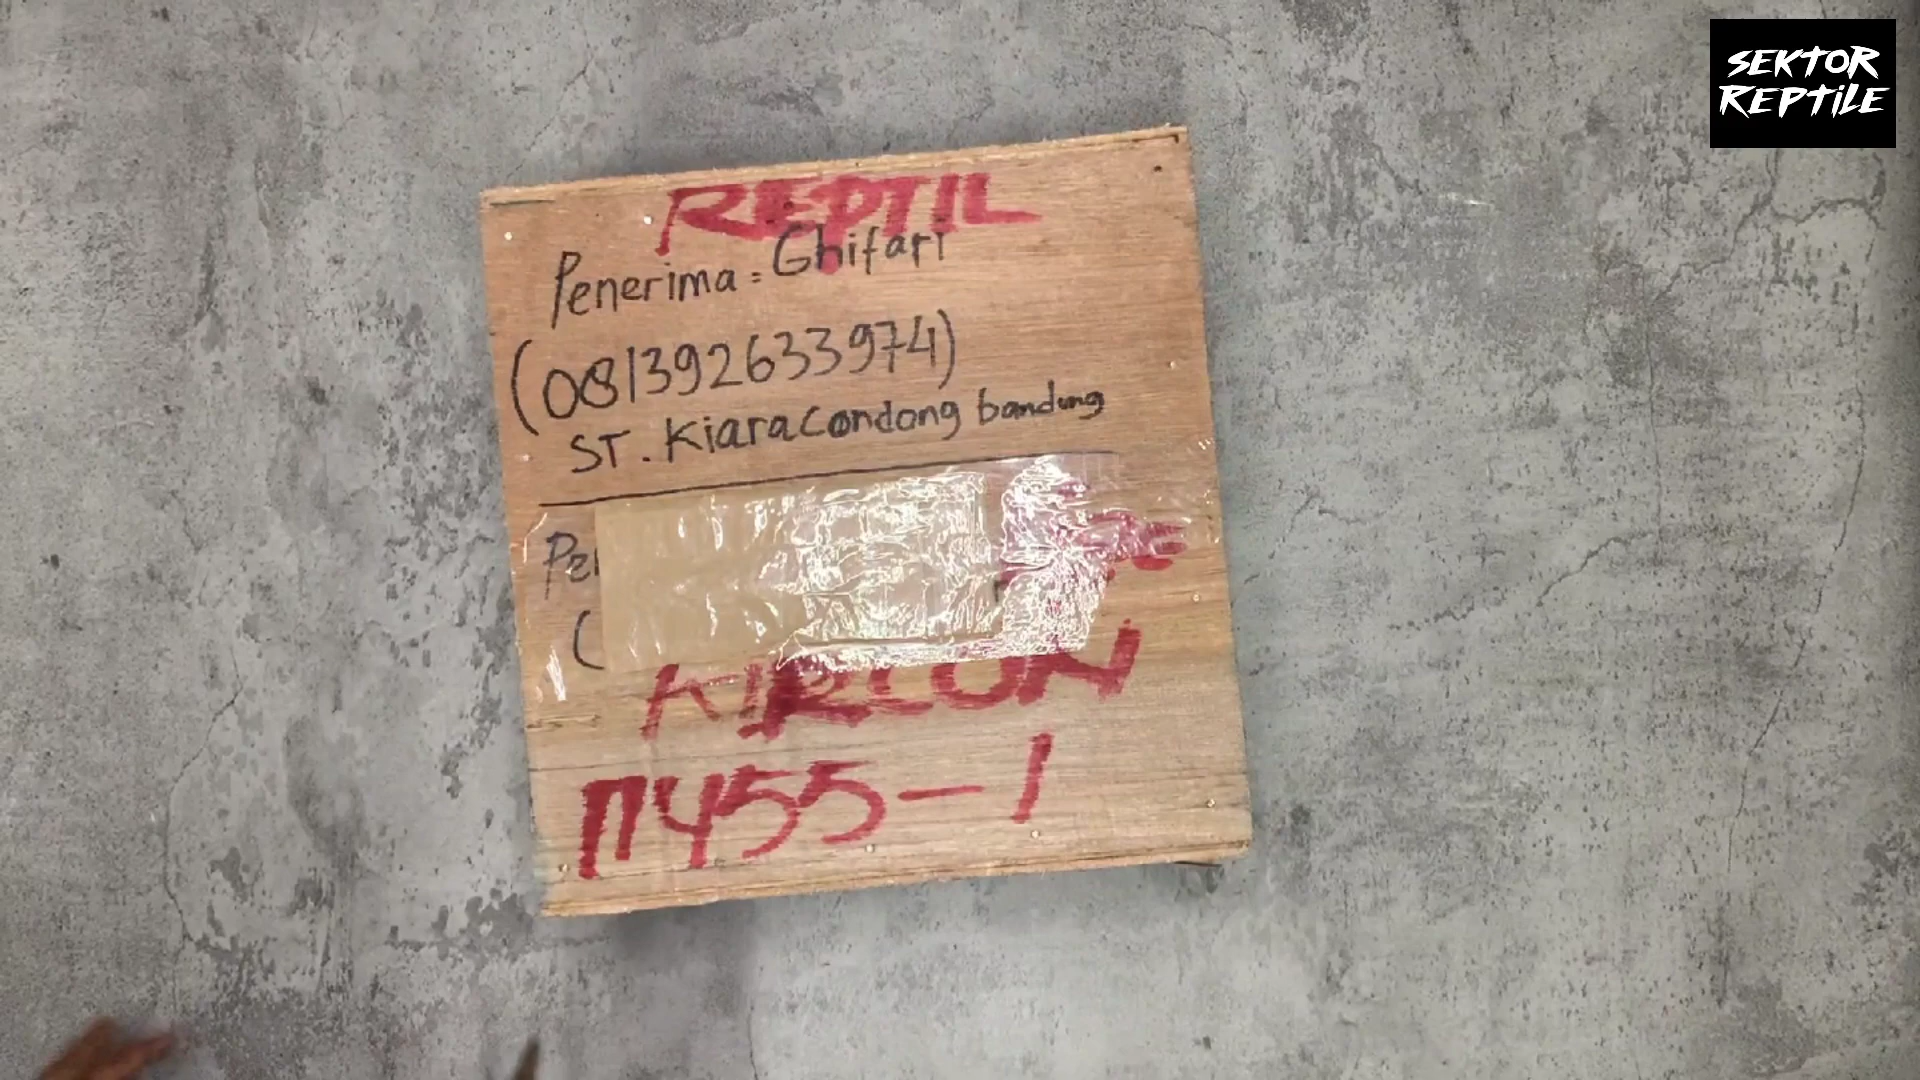 SEKTOR
REPTILE
REPTIL
Penerima = Ghifari
(081392633974)
ST. Kiaracondong bandung
(
KIRCON
455-1